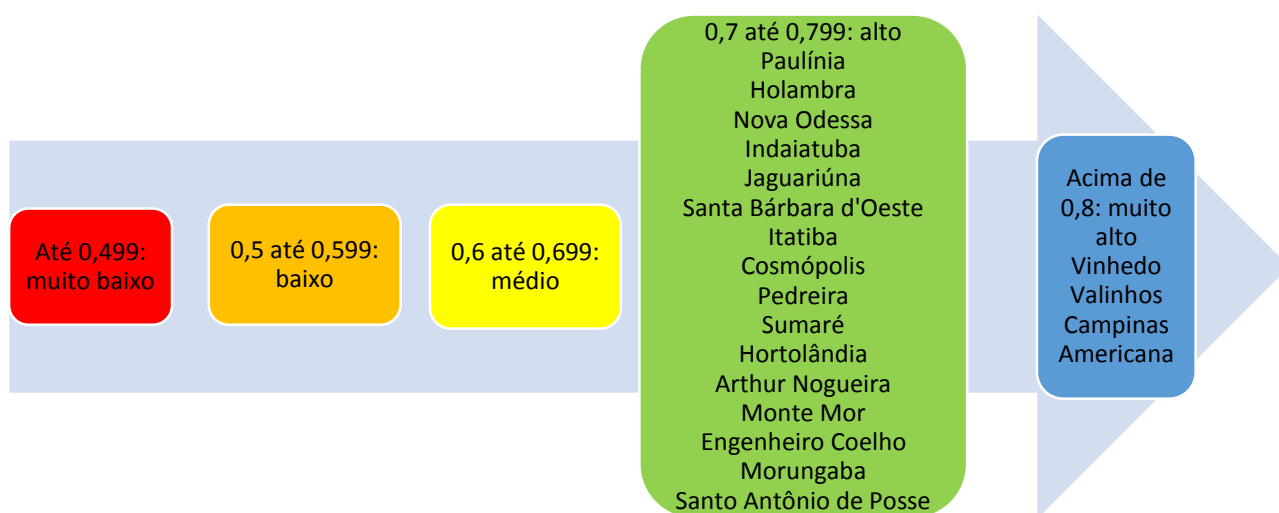 Até 0,499:
muito baixo
0,5 até 0,599:
baixo
0,6 até 0,699:
médio
0,7 até 0,799: alto
Paulínia
Holambra
Nova Odessa
Indaiatuba
Jaguariúna
Santa Bárbara d'Oeste
Itatiba
Cosmópolis
Pedreira
Sumaré
Hortolândia
Arthur Nogueira
Monte Mor
Engenheiro Coelho
Morungaba
Santo Antônio de Posse
Acima de
0,8: muito
alto
Vinhedo
Valinhos
Campinas
Americana